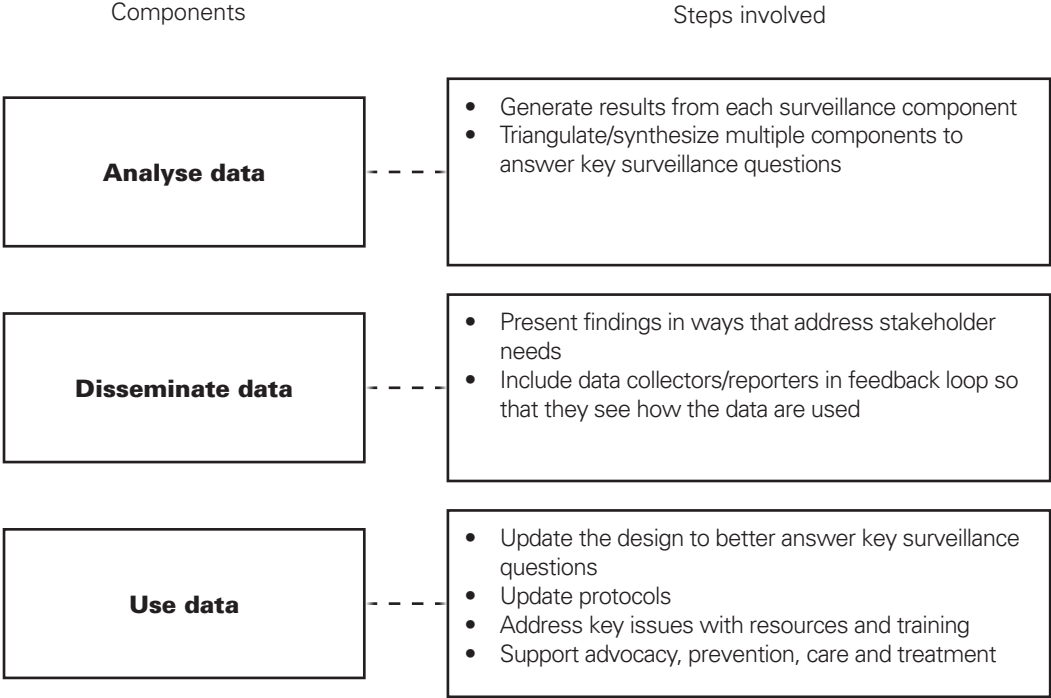 Components
Steps involved
Analyse data
• Generate results from each surveillance component
• Triangulate/synthesize multiple components to
answer key surveillance questions
Disseminate data
• Present findings in ways that address stakeholder
needs
• Include data collectors/reporters in feedback loop so
that they see how the data are used
Use data
• Update the design to better answer key surveillance
questions
• Update protocols
• Address key issues with resources and training
• Support advocacy, prevention, care and treatment